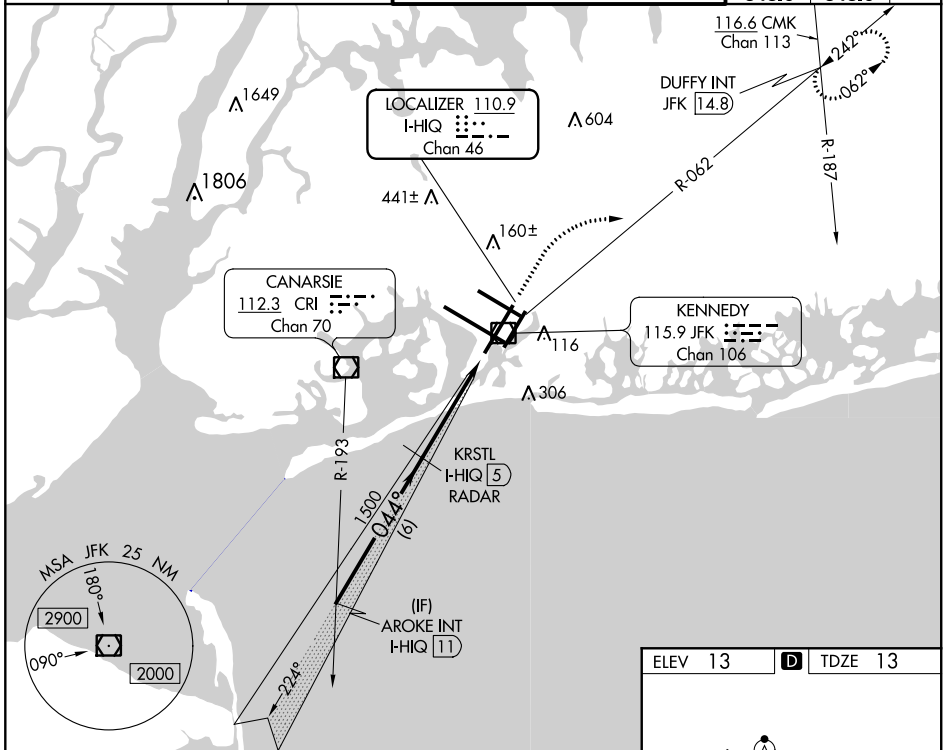 116.6 CMK
Chan 113
242°
062°
DUFFY INT
JFK 14.8
1649
LOCALIZER 110.9
I-HIQ
Chan 46
604
R-187
R-062
1806
441±
160±
CANARSIE
112.3 CRI
Chan 70
KENNEDY
115.9 JFK
Chan 106
116
306
R-193
KRSTL
I-HIQ 5
RADAR
1500
044°
(6)
MSA JFK 25 NM
180°
2900
090°
2000
(IF)
AROKE INT
I-HIQ 11
224°
ELEV 13 D TDZE 13
A